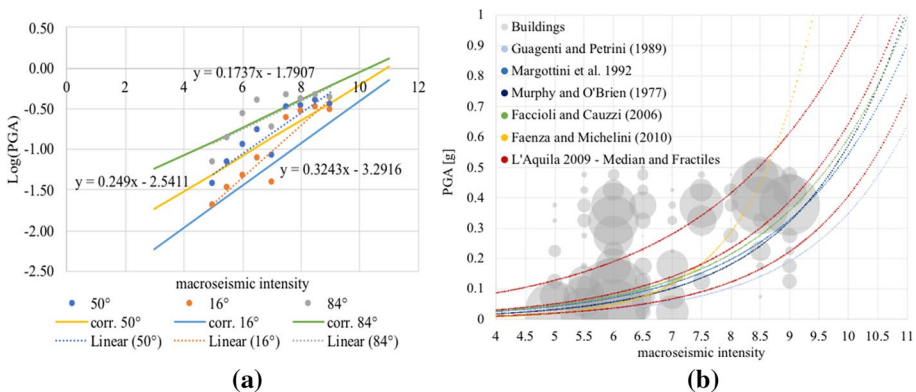 (a)
0.50
0.00
-0.50
-1.00
-1.50
-2.00
-2.50
Log(PGA)
0 2 4 6 8 10 12
y = 0.1737x - 1.7907
y = 0.249x - 2.5411
y = 0.3243x - 3.2916
macroseismic intensity
50° 16° 84°
corr. 50° corr. 16° corr. 84°
Linear (50°) Linear (16°) Linear (84°)
(b)
1
0.9
0.8
0.7
0.6
0.5
0.4
0.3
0.2
0.1
0
PGA [g]
Buildings
Guagenti and Petrini (1989)
Margottini et al. 1992
Murphy and O'Brien (1977)
Faccioli and Cauzzi (2006)
Faenza and Michelini (2010)
L'Aquila 2009 - Median and Fractiles
4 4.5 5 5.5 6 6.5 7 7.5 8 8.5 9 9.5 10 10.5 11
macroseismic intensity